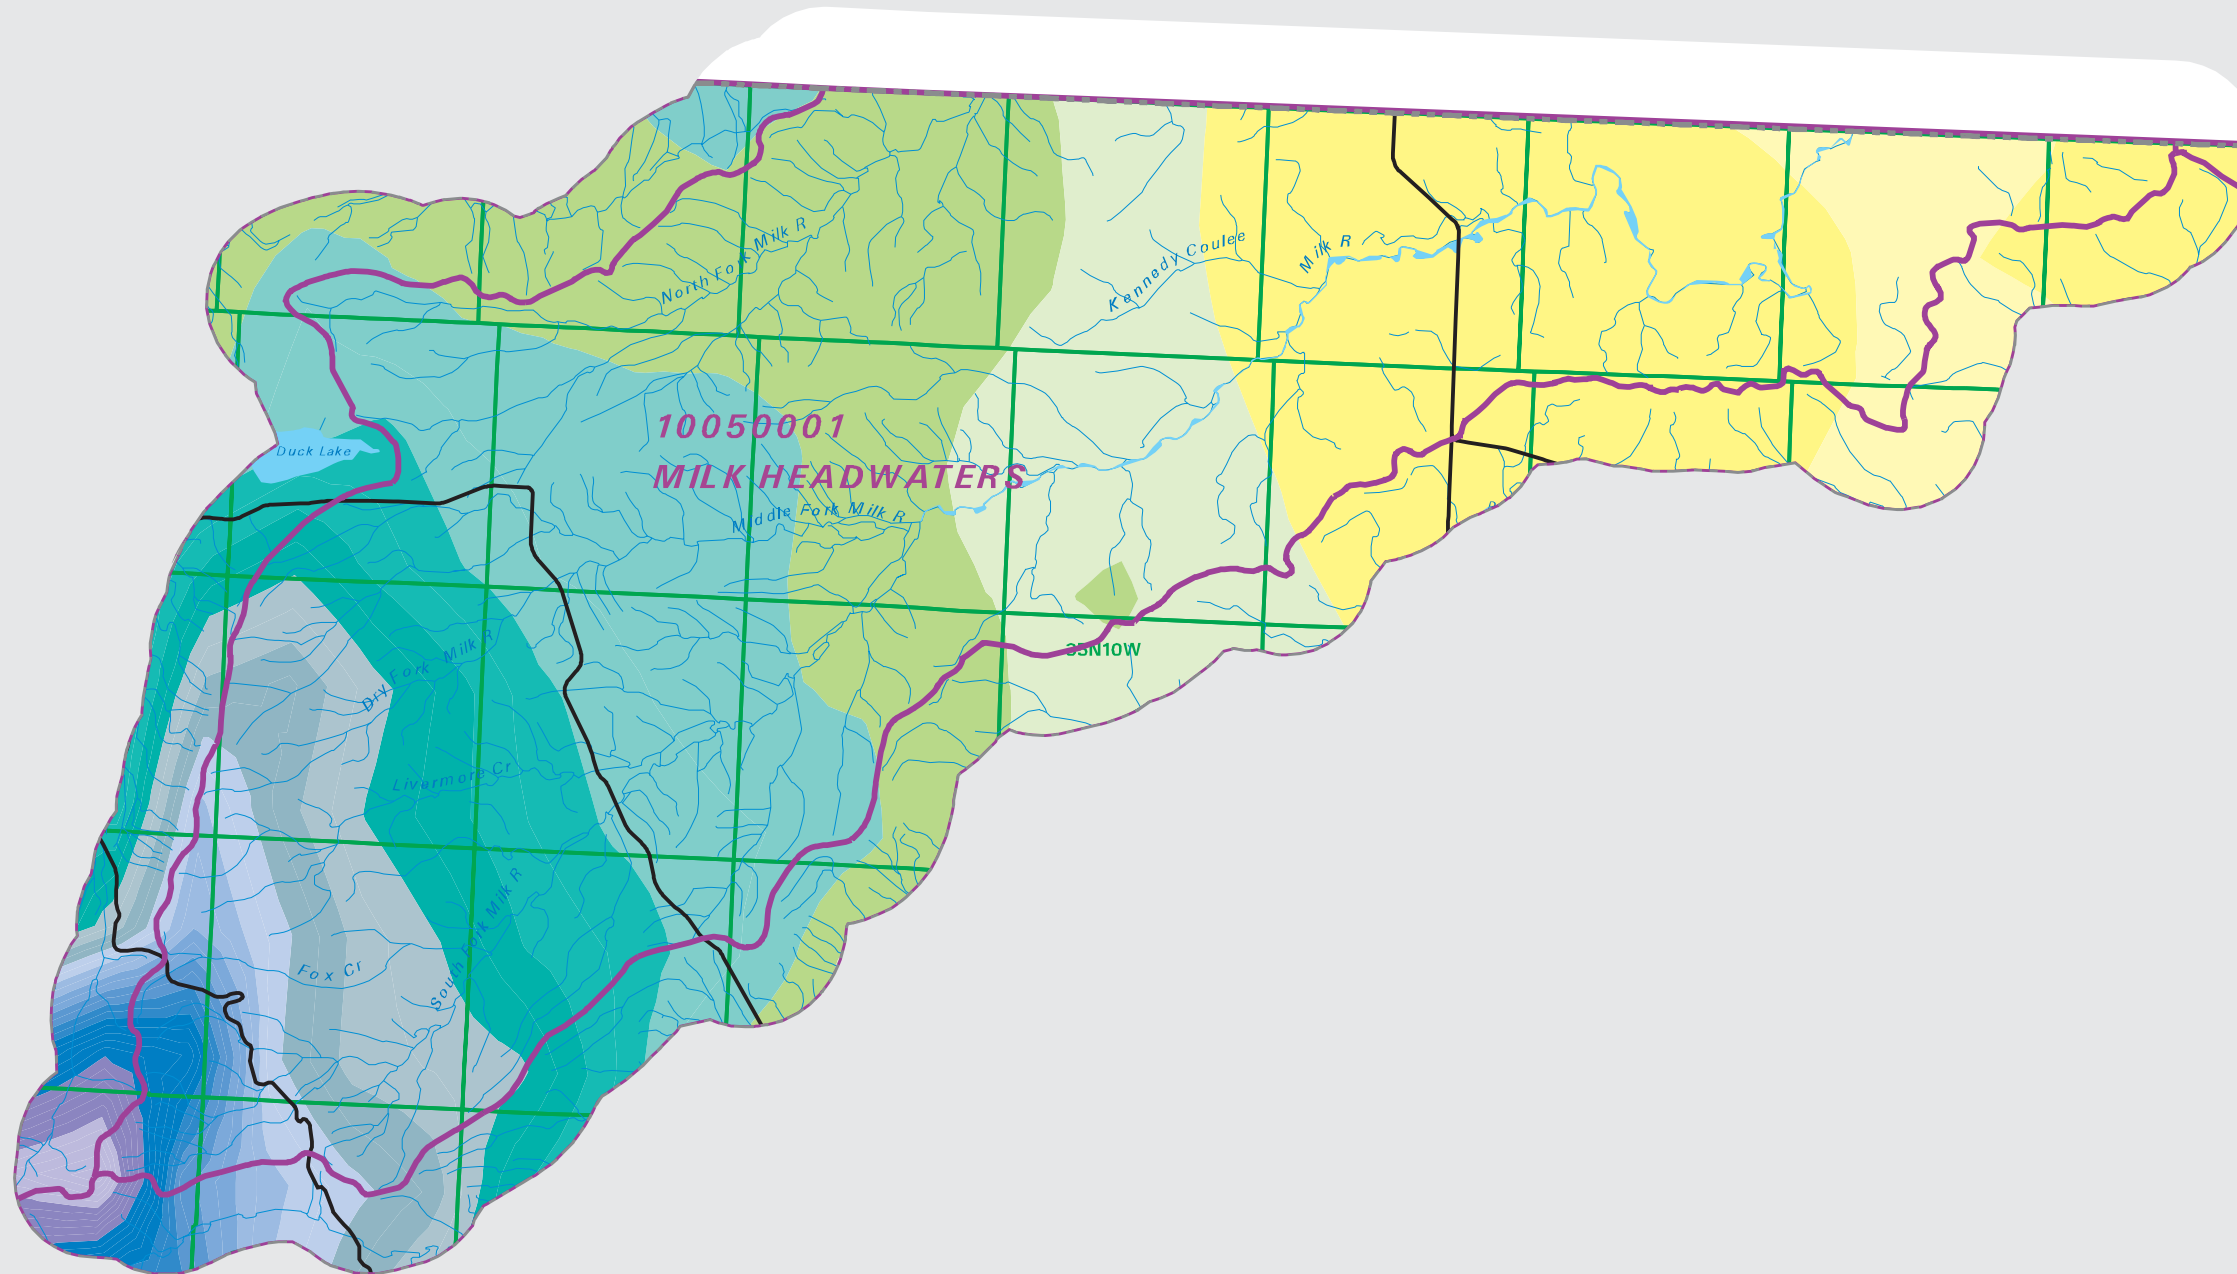 North Fork Milk R
Kennedy Coulee
Milk R
10050001
MILK HEADWATERS
Duck Lake
Middle Fork Milk R
Dry Fork Milk R
35N10W
Livermore Cr
South Fork Milk R
Fox Cr